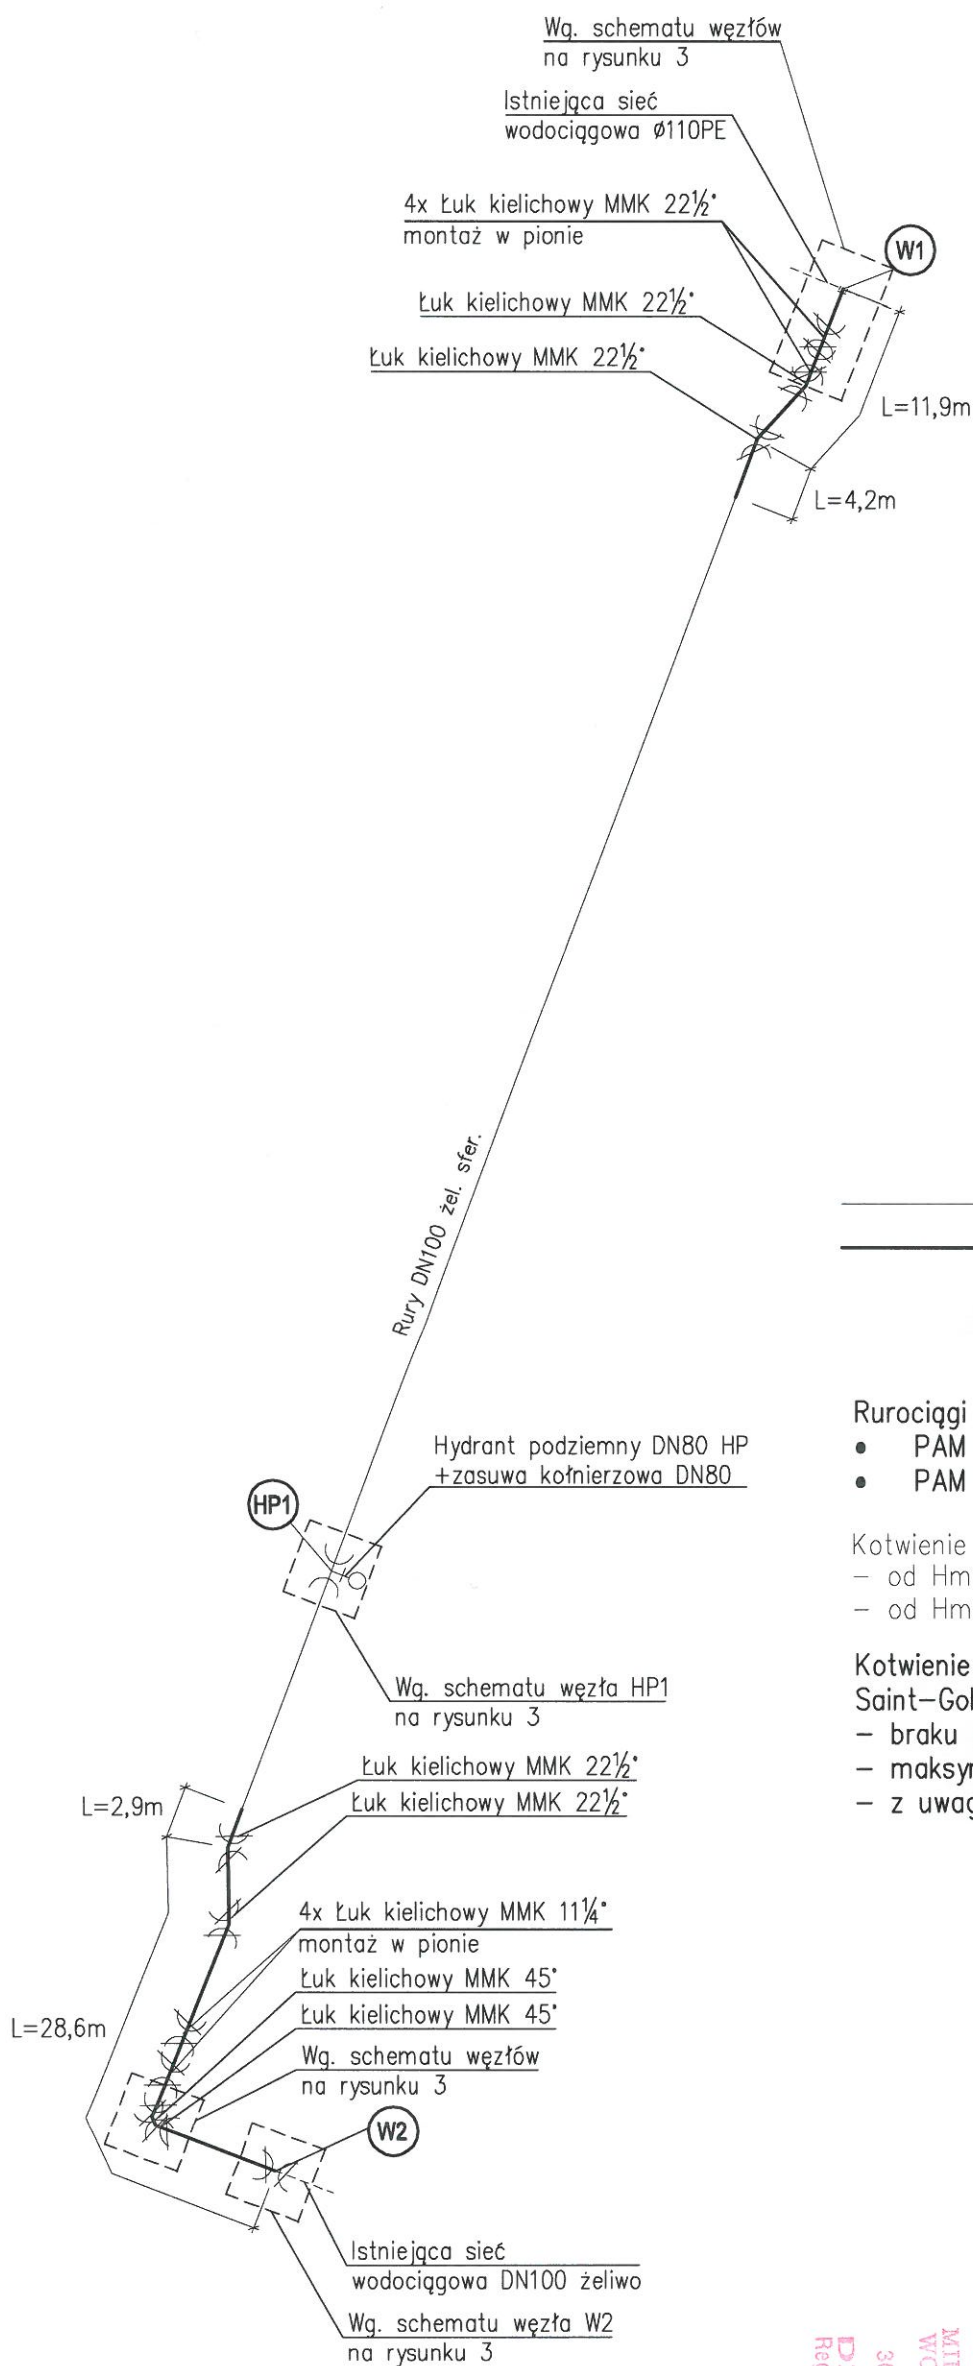 Wg. schematu węzłów
na rysunku 3
Istniejąca sieć
wodociągowa ø110PE
4x Łuk kielichowy MMK 22½°
montaż w pionie
W1
Łuk kielichowy MMK 22½°
Łuk kielichowy MMK 22½°
L=11,9m
L=4,2m
Rury DN100 żel. sfer.
Hydrant podziemny DN80 HP
+zasuwa kołnierzowa DN80
HP1
Wg. schematu węzła HP1
na rysunku 3
Łuk kielichowy MMK 22½°
L=2,9m
Łuk kielichowy MMK 22½°
4x Łuk kielichowy MMK 11¼°
montaż w pionie
Łuk kielichowy MMK 45°
L=28,6m
Łuk kielichowy MMK 45°
Wg. schematu węzłów
na rysunku 3
W2
Istniejąca sieć
wodociągowa DN100 żeliwo
Wg. schematu węzła W2
na rysunku 3
Rurociągi
• PAM
• PAM
Kotwienie
– od Hm
– od Hm
Kotwienie
– braku
– z uwag